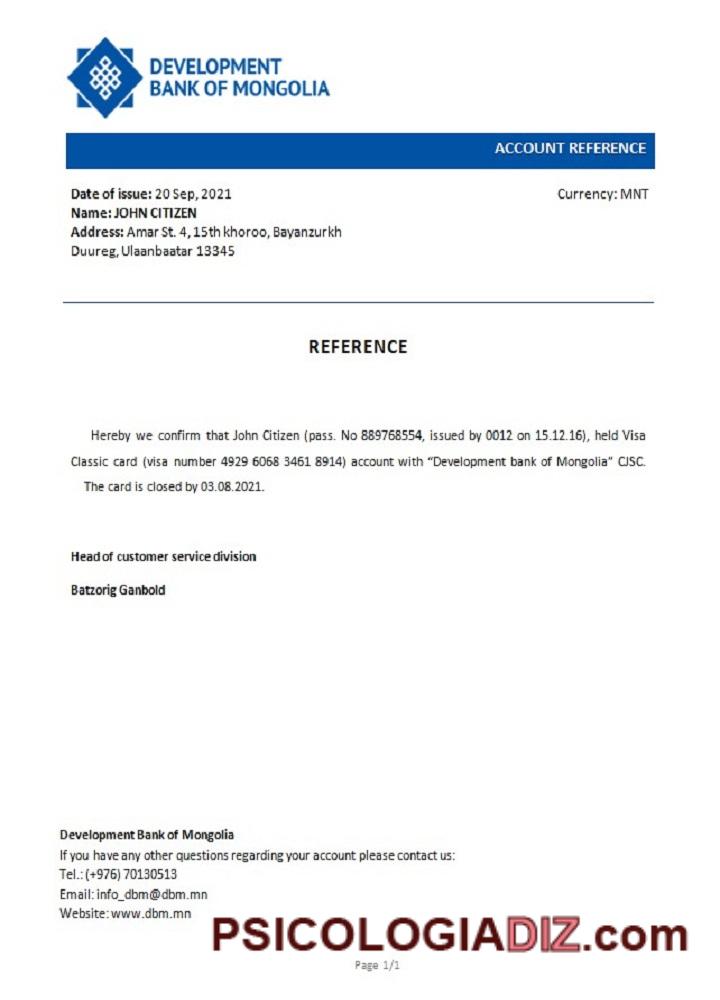 DEVELOPMENT
BANK OF MONGOLIA
ACCOUNT REFERENCE
Date of issue: 20 Sep, 2021
Currency: MNT
Name: JOHN CITIZEN
Address: Amar St. 4, 15th khoroo, Bayanzurkh
Duureg, Ulaanbaatar 13345
REFERENCE
Hereby we confirm that John Citizen (pass. No 889768554, issued by 0012 on 15.12.16), held Visa
Classic card (visa number 4929 6068 3461 8914) account with “Development bank of Mongolia” CJSC.
The card is closed by 03.08.2021.
Head of customer service division
Batzorig Ganbold
Development Bank of Mongolia
If you have any other questions regarding your account please contact us:
Tel.: (+976) 70130513
Email: info_dbm@dbm.mn
Website: www.dbm.mn
PSICOLOGIADIZ.com
Page 1/1